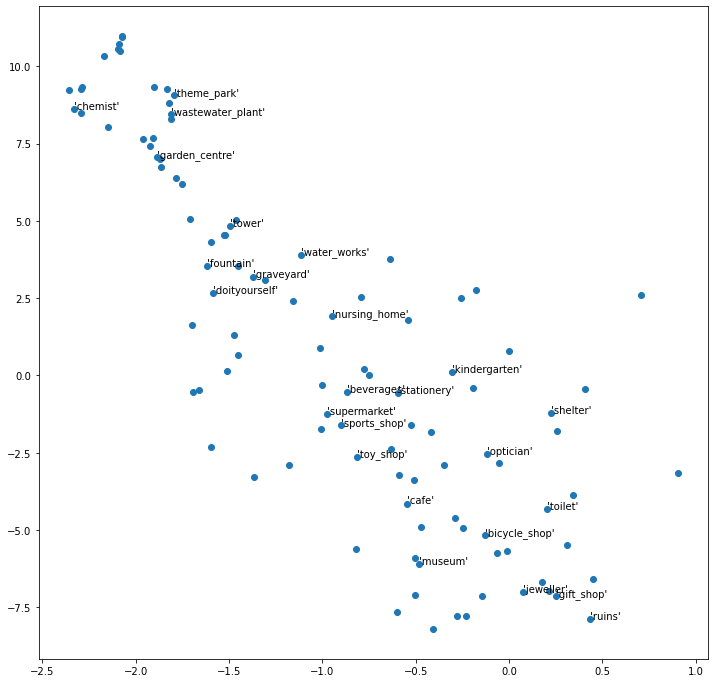 10.0
7.5
5.0
2.5
0.0
−2.5
−5.0
−7.5
'theme_park'
'chemist'
'wastewater_plant'
'garden_centre'
'tower'
'water_works'
'fountain'
'graveyard'
'doityourself'
'nursing_home'
'kindergarten'
'beverages'
'stationery'
'supermarket'
'shelter'
'sports_shop'
'toy_shop'
'optician'
'cafe'
'toilet'
'bicycle_shop'
'museum'
'jeweller'
'gift_shop'
'ruins'
−2.5
−2.0
−1.5
−1.0
−0.5
0.0
0.5
1.0